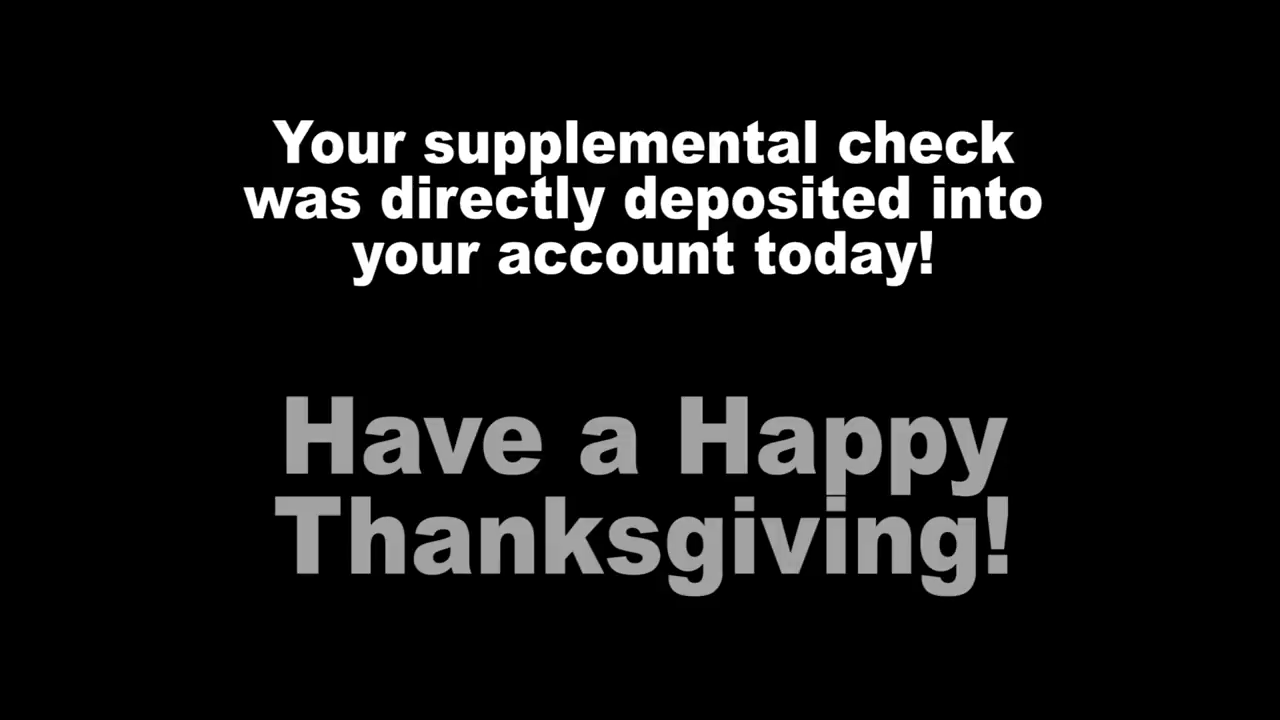 Your supplemental check
was directly deposited into
your account today!
Have a Happy
Thanksgiving!